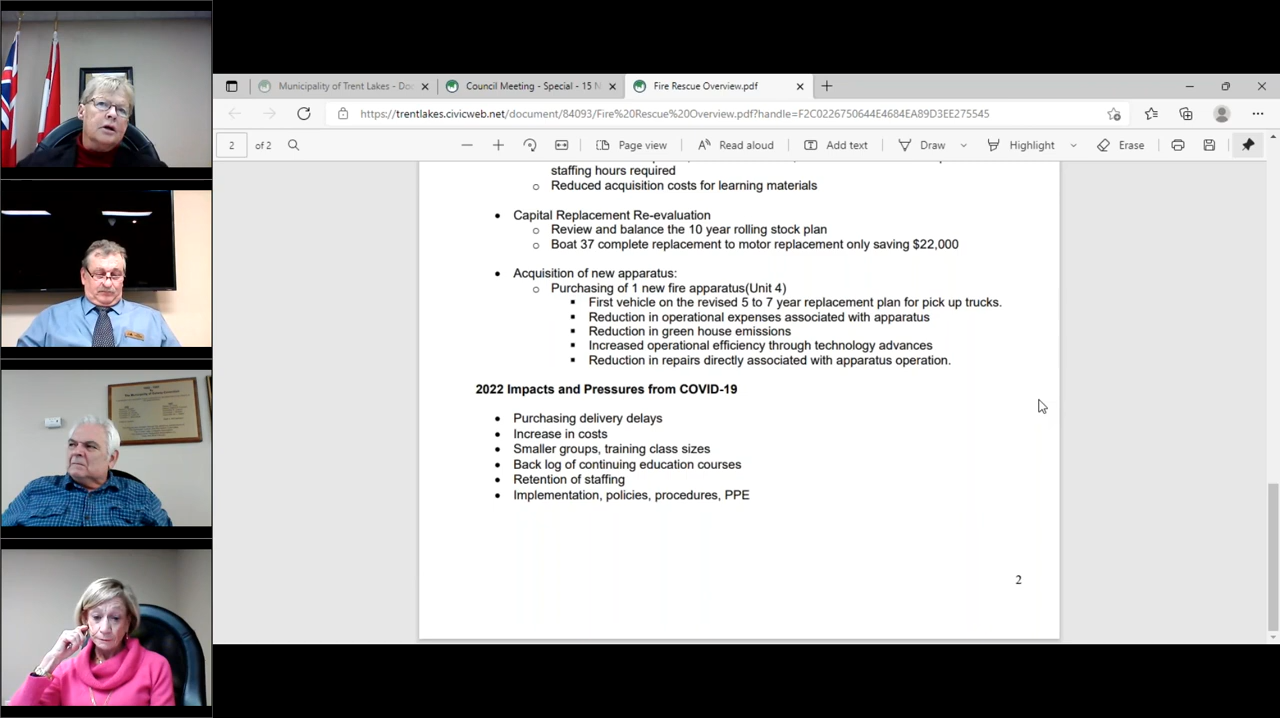 Municipality of Trent Lakes - Doc
Council Meeting - Special - 15 N
Fire Rescue Overview.pdf
https://trentlakes.civicweb.net/document/84093/Fire%20Rescue%20Overview.pdf?handle=F2C0226750644E4684EA89D3EE275545
2 of 2
Page view
Read aloud
Add text
Draw
Highlight
Erase
staffing hours required
o Reduced acquisition costs for learning materials
• Capital Replacement Re-evaluation
o Review and balance the 10 year rolling stock plan
o Boat 37 complete replacement to motor replacement only saving $22,000
• Acquisition of new apparatus:
o Purchasing of 1 new fire apparatus(Unit 4)
▪ First vehicle on the revised 5 to 7 year replacement plan for pick up trucks.
▪ Reduction in operational expenses associated with apparatus
▪ Reduction in green house emissions
▪ Increased operational efficiency through technology advances
▪ Reduction in repairs directly associated with apparatus operation.
2022 Impacts and Pressures from COVID-19
• Purchasing delivery delays
• Increase in costs
• Smaller groups, training class sizes
• Back log of continuing education courses
• Retention of staffing
• Implementation, policies, procedures, PPE
2